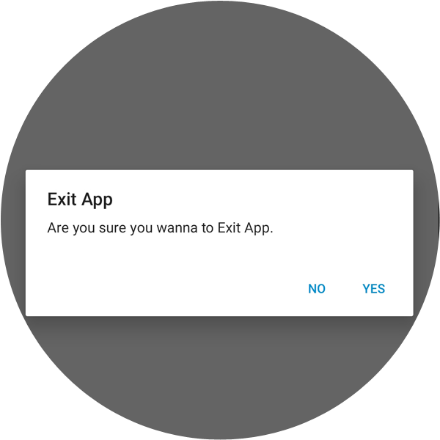 Exit App
Are you sure you wanna to Exit App.
NO YES